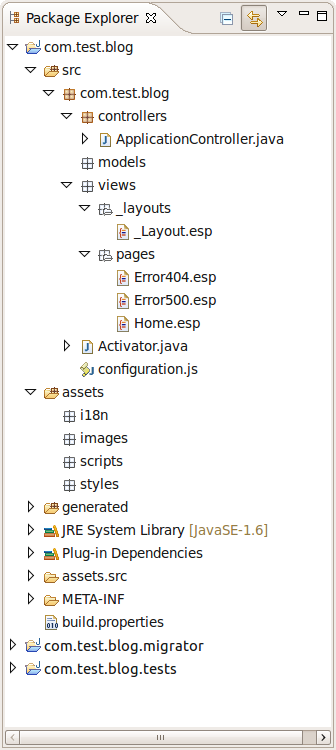 Package Explorer
com.test.blog
src
com.test.blog
controllers
ApplicationController.java
models
views
_layouts
_Layout.esp
pages
Error404.esp
Error500.esp
Home.esp
Activator.java
configuration.js
assets
i18n
images
scripts
styles
generated
JRE System Library [JavaSE-1.6]
Plug-in Dependencies
assets.src
META-INF
build.properties
com.test.blog.migrator
com.test.blog.tests